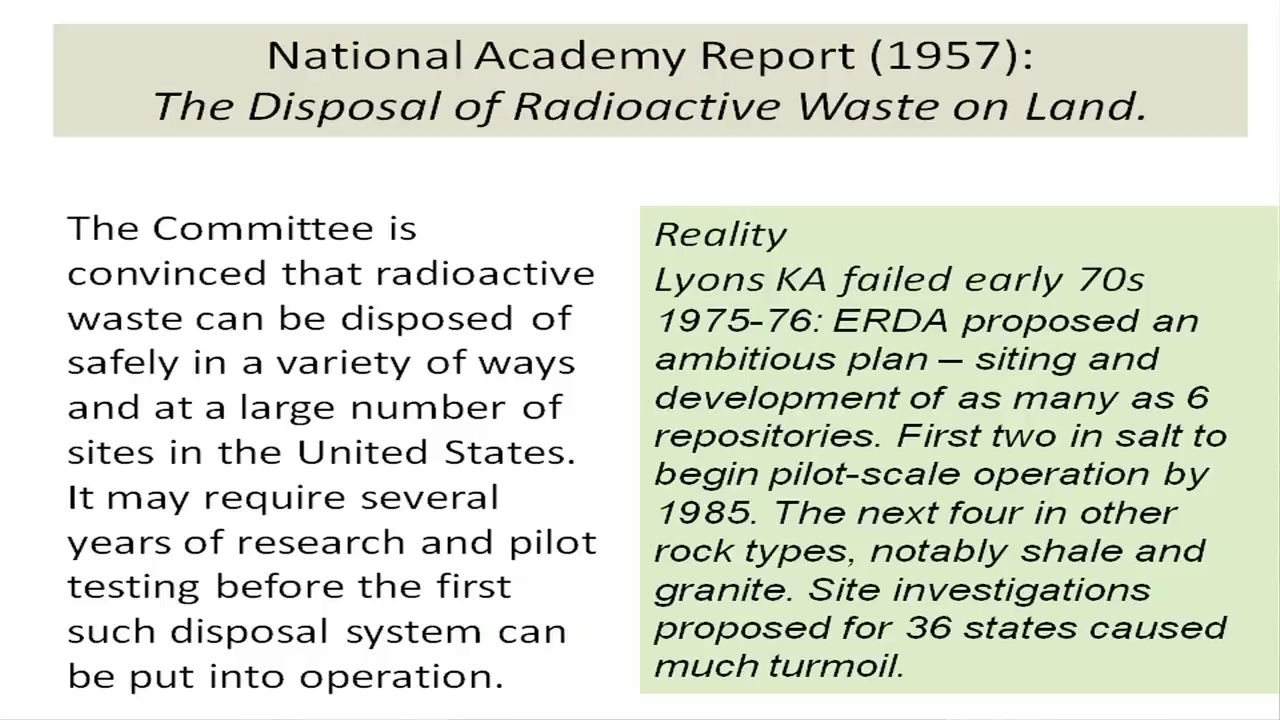 National Academy Report (1957):
The Disposal of Radioactive Waste on Land.
The Committee is
convinced that radioactive
waste can be disposed of
safely in a variety of ways
and at a large number of
sites in the United States.
It may require several
years of research and pilot
testing before the first
such disposal system can
be put into operation.
Reality
Lyons KA failed early 70s
1975-76: ERDA proposed an
ambitious plan – siting and
development of as many as 6
repositories. First two in salt to
begin pilot-scale operation by
1985. The next four in other
rock types, notably shale and
granite. Site investigations
proposed for 36 states caused
much turmoil.